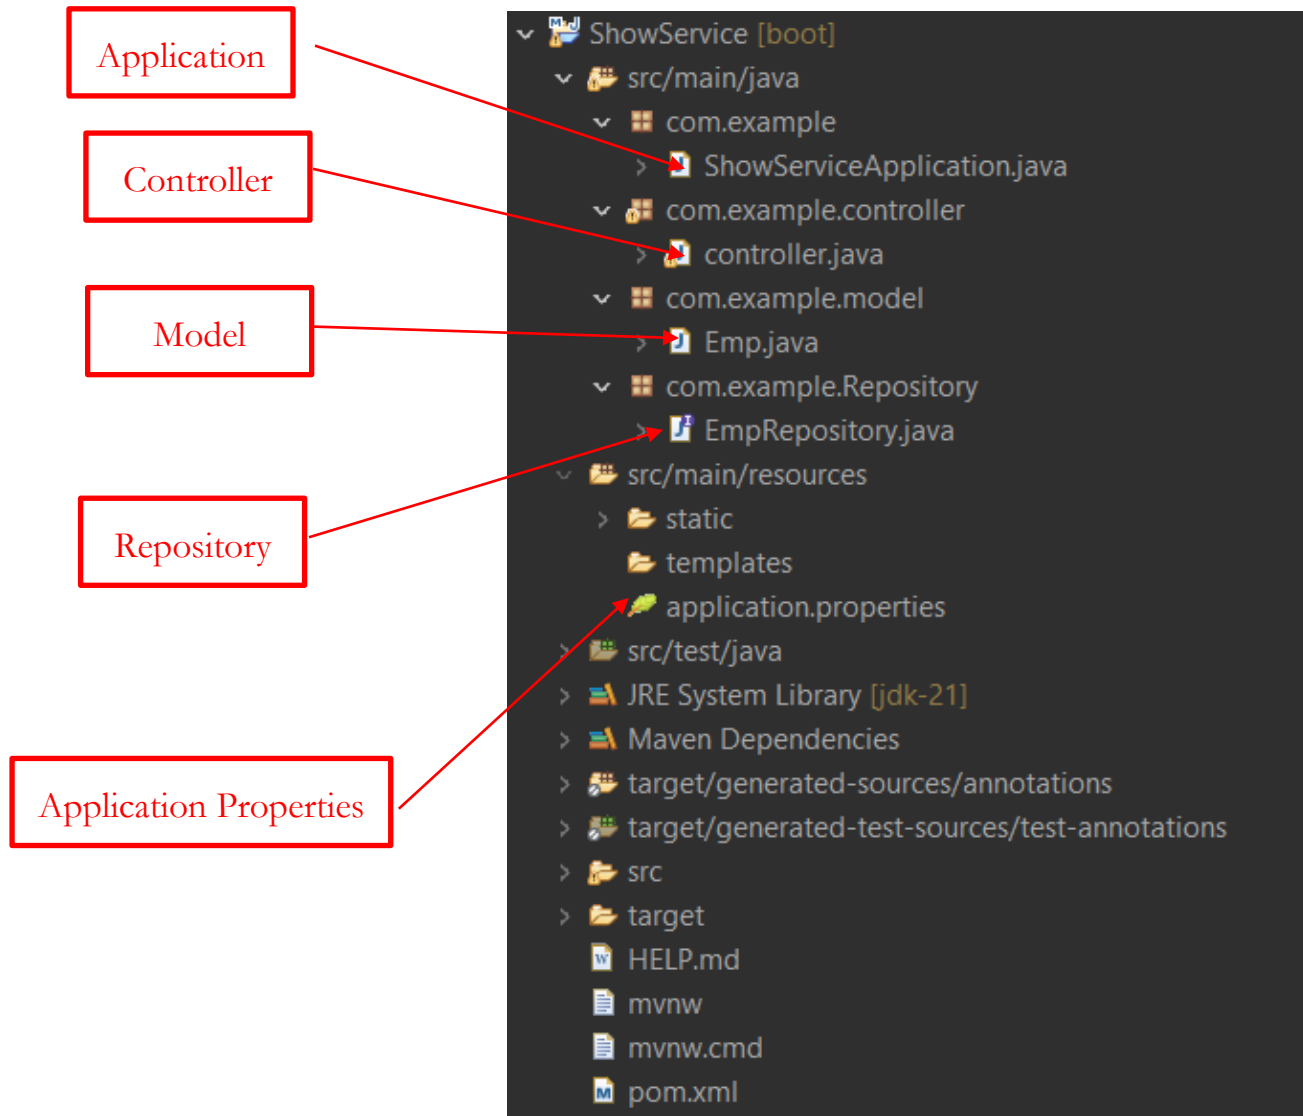 Application
Controller
Model
Repository
Application Properties
ShowService [boot]
src/main/java
com.example
ShowServiceApplication.java
com.example.controller
controller.java
com.example.model
Emp.java
com.example.Repository
EmpRepository.java
src/main/resources
static
templates
application.properties
src/test/java
JRE System Library [jdk-21]
Maven Dependencies
target/generated-sources/annotations
target/generated-test-sources/test-annotations
src
target
HELP.md
mvnw
mvnw.cmd
pom.xml